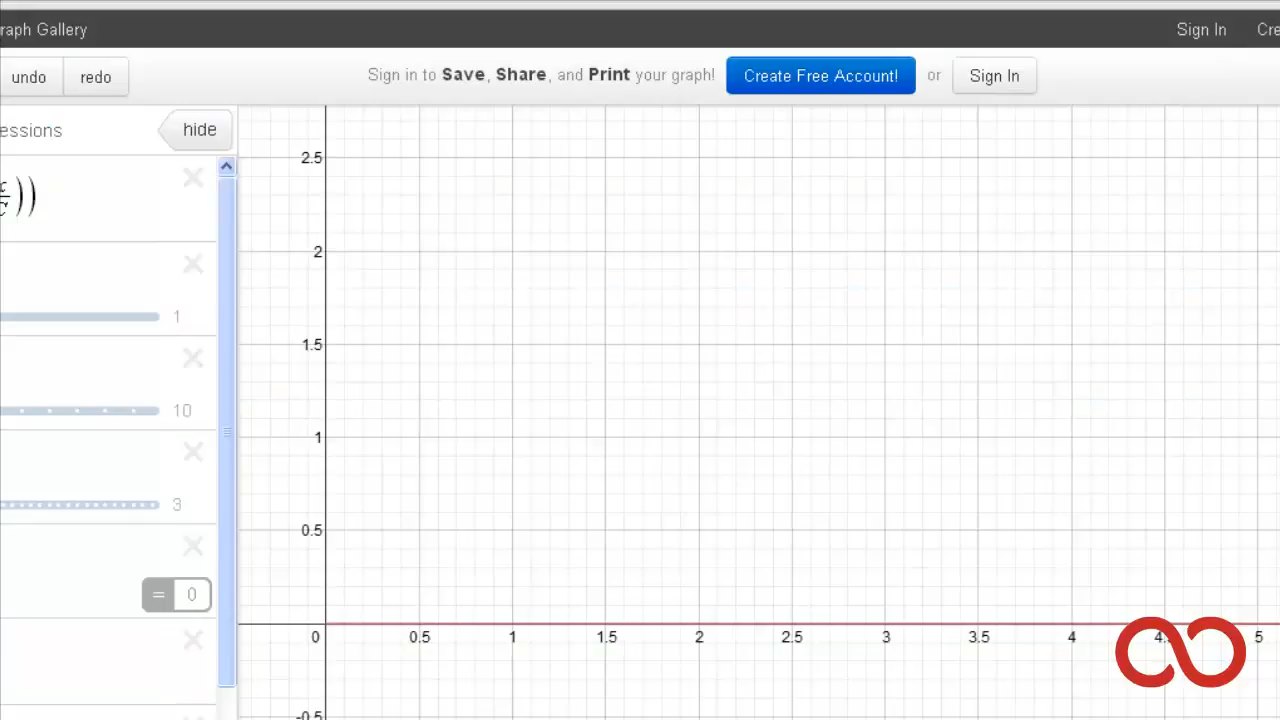 raph Gallery
Sign In
Cre
undo
redo
Sign in to Save, Share, and Print your graph!
Create Free Account!
or
Sign In
essions
hide
))
1
10
3
=
0
2.5
2
1.5
1
0.5
0
0.5
1
1.5
2
2.5
3
3.5
4
4.5
5
-0.5